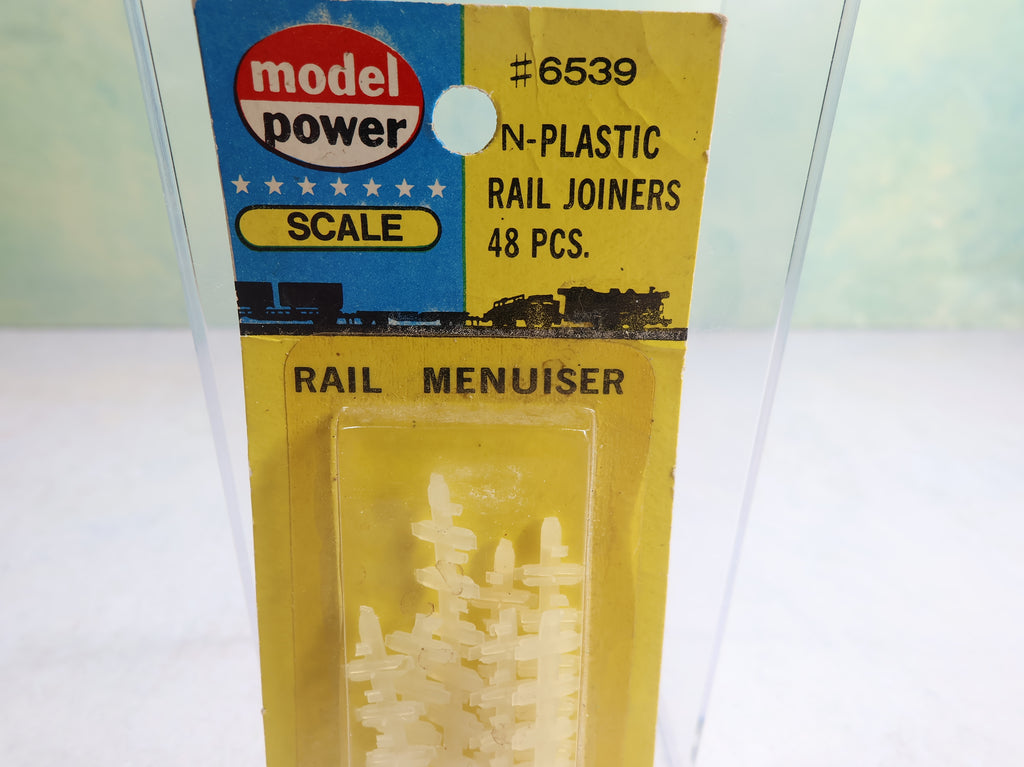 model
power
SCALE
#6539
N-PLASTIC
RAIL JOINERS
48 PCS.
RAIL MENUISER